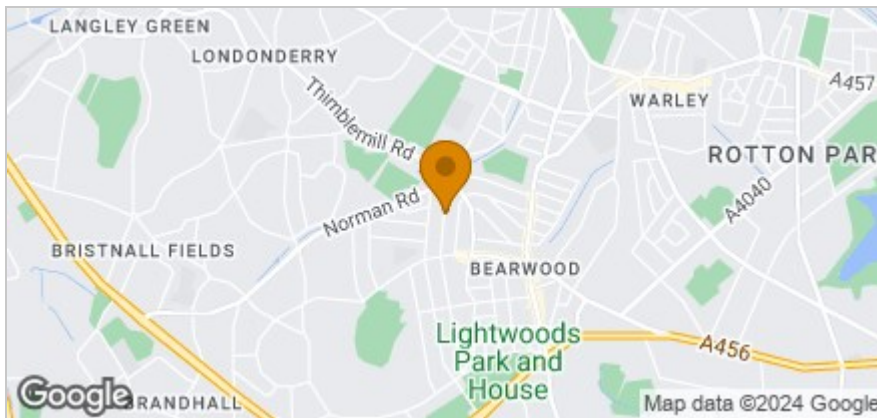 LANGLEY GREEN
LONDONDERRY
Thimblemill Rd
WARLEY
A457
ROTTON PAR
A4040
Norman Rd
BRISTNALL FIELDS
BEARWOOD
Lightwoods
Park and
House
A456
Google
BRANDHALL
Map data ©2024 Google